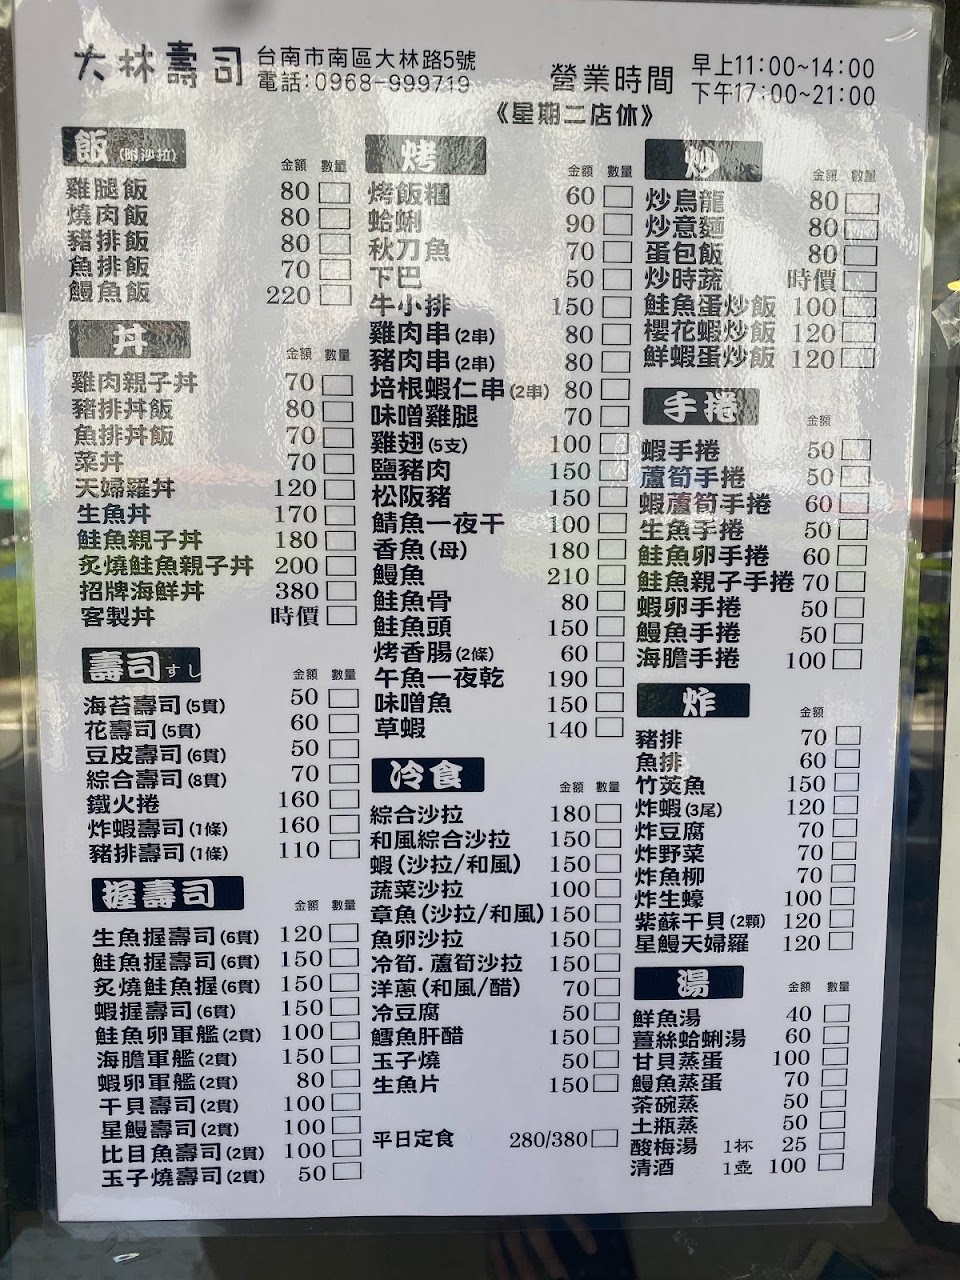 大林壽司
台南市南區大林路5號
電話:0968-999719
營業時間
早上11:00~14:00
下午17:00~21:00
《星期二店休》
飯(附沙拉)
金額 數量
雞腿飯 80
燒肉飯 80
豬排飯 80
魚排飯 70
鰻魚飯 220
丼
金額 數量
雞肉親子丼 70
豬排丼飯 80
魚排丼飯 70
菜丼 70
天婦羅丼 120
生魚丼 170
鮭魚親子丼 180
炙燒鮭魚親子丼 200
招牌海鮮丼 380
客製丼 時價
壽司すし
金額 數量
海苔壽司(5貫) 50
花壽司(5貫) 60
豆皮壽司(6貫) 50
綜合壽司(8貫) 70
鐵火捲 160
炸蝦壽司(1條) 160
豬排壽司(1條) 110
握壽司
金額 數量
生魚握壽司(6貫) 120
鮭魚握壽司(6貫) 150
炙燒鮭魚握(6貫) 150
蝦握壽司(6貫) 150
鮭魚卵軍艦(2貫) 100
海膽軍艦(2貫) 150
蝦卵軍艦(2貫) 80
干貝壽司(2貫) 100
星鰻壽司(2貫) 100
比目魚壽司(2貫) 100
玉子燒壽司(2貫) 50
烤
金額 數量
烤飯糰 60
蛤蜊 90
秋刀魚 70
下巴 50
牛小排 150
雞肉串(2串) 80
豬肉串(2串) 80
培根蝦仁串(2串) 80
味噌雞腿 70
雞翅(5支) 100
鹽豬肉 150
松阪豬 150
鯖魚一夜干 100
香魚(母) 180
鰻魚 210
鮭魚骨 80
鮭魚頭 150
烤香腸(2條) 60
午魚一夜乾 190
味噌魚 150
草蝦 140
冷食
金額 數量
綜合沙拉 180
和風綜合沙拉 150
蝦(沙拉/和風) 150
蔬菜沙拉 100
章魚(沙拉/和風) 150
魚卵沙拉 150
冷筍.蘆筍沙拉 150
洋蔥(和風/醋) 70
冷豆腐 50
鱈魚肝醋 150
玉子燒 50
生魚片 150
平日定食 280/380
炒
金額 數量
炒烏龍 80
炒意麵 80
蛋包飯 80
炒時蔬 時價
鮭魚蛋炒飯 100
櫻花蝦炒飯 120
鮮蝦蛋炒飯 120
手捲
金額
蝦手捲 50
蘆筍手捲 50
蝦蘆筍手捲 60
生魚手捲 50
鮭魚卵手捲 60
鮭魚親子手捲 70
蝦卵手捲 50
鰻魚手捲 50
海膽手捲 100
炸
金額
豬排 70
魚排 60
竹莢魚 150
炸蝦(3尾) 120
炸豆腐 70
炸野菜 70
炸魚柳 70
炸生蠔 100
紫蘇干貝(2顆) 120
星鰻天婦羅 120
湯
金額 數量
鮮魚湯 40
薑絲蛤蜊湯 60
甘貝蒸蛋 100
鰻魚蒸蛋 70
茶碗蒸 50
土瓶蒸 50
酸梅湯 1杯 25
清酒 1壺 100